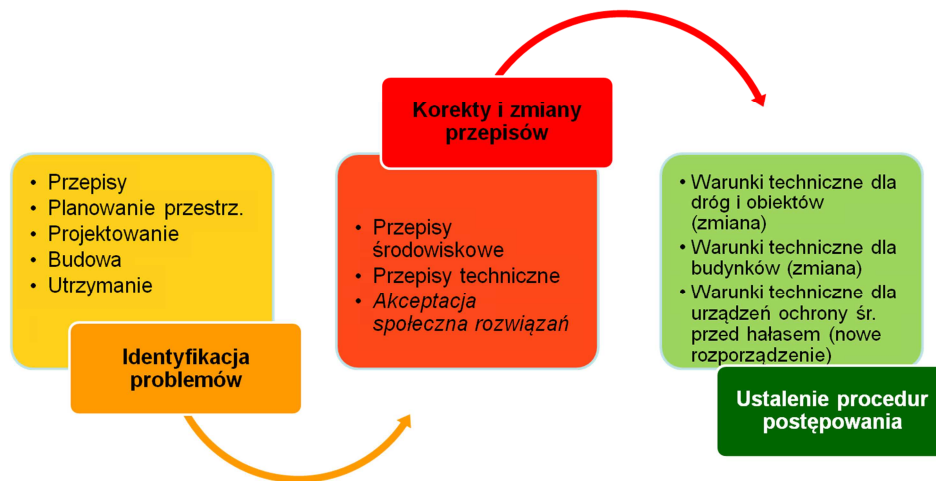 • Przepisy
• Planowanie przestrz.
• Projektowanie
• Budowa
• Utrzymanie
Identyfikacja
problemów
Korekty i zmiany
przepisów
• Przepisy
środowiskowe
• Przepisy techniczne
• Akceptacja
społeczna rozwiązań
• Warunki techniczne dla
dróg i obiektów
(zmiana)
• Warunki techniczne dla
budynków (zmiana)
• Warunki techniczne dla
urządzeń ochrony śr.
przed hałasem (nowe
rozporządzenie)
Ustalenie procedur
postępowania